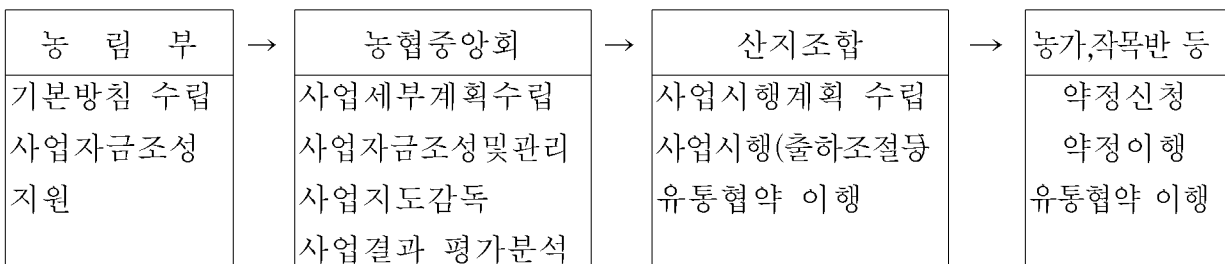 농 림 부 → 농협중앙회 → 산지조합 → 농가,작목반 등
기본방침 수립
사업자금조성
지원
사업세부계획수립
사업자금조성및관리
사업지도감독
사업결과 평가분석
사업시행계획 수립
사업시행(출하조절등)
유통협약 이행
약정신청
약정이행
유통협약 이행